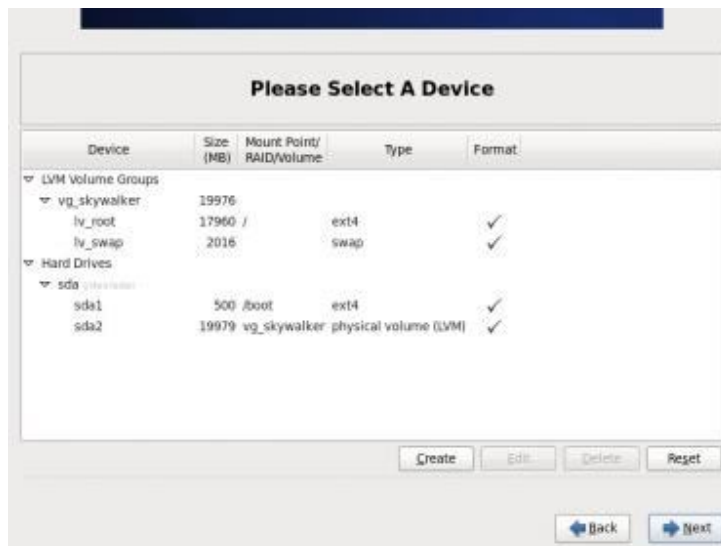 Please Select A Device
Device Size (MB) Mount Point/ RAID/Volume Type Format
LVM Volume Groups
vg_skywalker 19976
lv_root 17960 / ext4
lv_swap 2016 swap
Hard Drives
sda
sda1 500 /boot ext4
sda2 19979 vg_skywalker physical volume (LVM)
Create Edit Delete Reset
Back Next